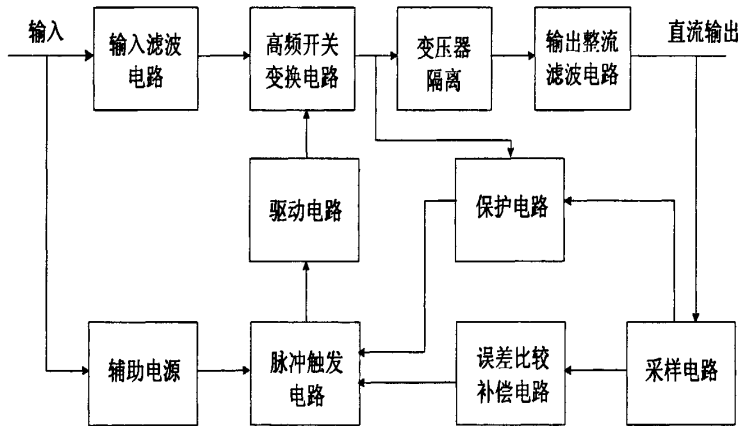 输入
输入滤波
电路
高频开关
变换电路
变压器
隔离
输出整流
滤波电路
直流输出
驱动电路
保护电路
辅助电源
脉冲触发
电路
误差比较
补偿电路
采样电路